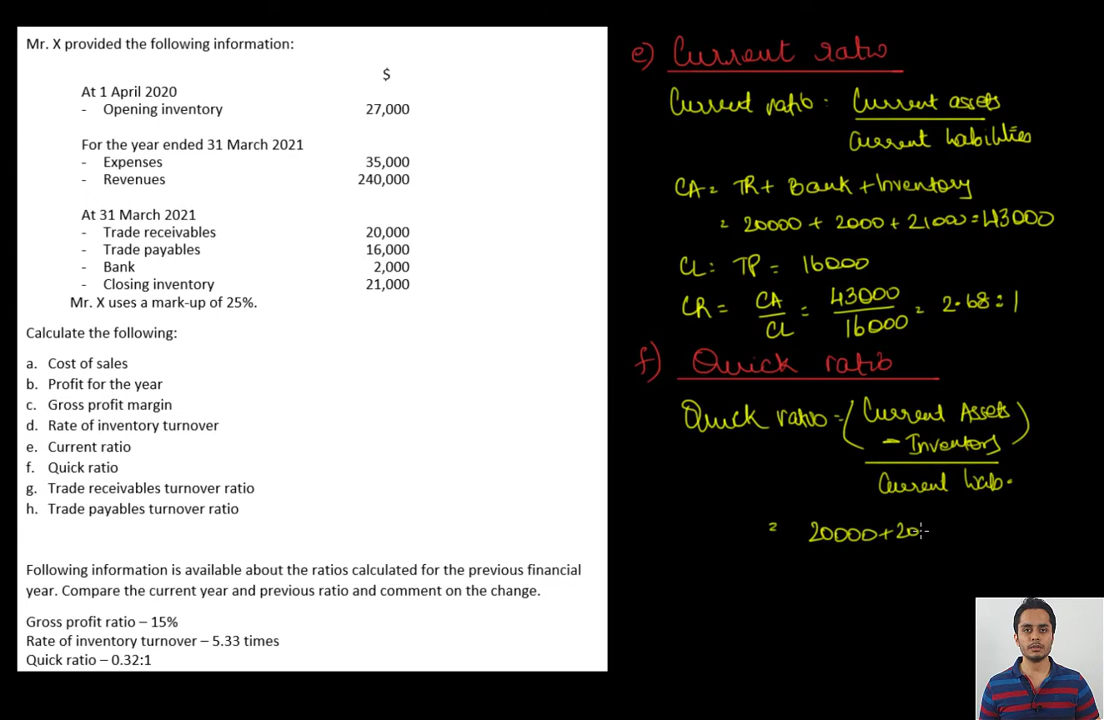 Mr. X provided the following information:
$
At 1 April 2020
- Opening inventory 27,000
For the year ended 31 March 2021
- Expenses 35,000
- Revenues 240,000
At 31 March 2021
- Trade receivables 20,000
- Trade payables 16,000
- Bank 2,000
- Closing inventory 21,000
Mr. X uses a mark-up of 25%.
Calculate the following:
a. Cost of sales
b. Profit for the year
c. Gross profit margin
d. Rate of inventory turnover
e. Current ratio
f. Quick ratio
g. Trade receivables turnover ratio
h. Trade payables turnover ratio
Following information is available about the ratios calculated for the previous financial
year. Compare the current year and previous ratio and comment on the change.
Gross profit ratio – 15%
Rate of inventory turnover – 5.33 times
Quick ratio – 0.32:1
e) Current ratio
Current ratio = Current assets
Current liabilities
CA = TR + Bank + Inventory
= 20000 + 2000 + 21000 = 43000
CL = TP = 16000
CR = CA = 43000 = 2.68:1
CL 16000
f) Quick ratio
Quick ratio = (Current Assets
- Inventory)
Current liab.
= 20000+20